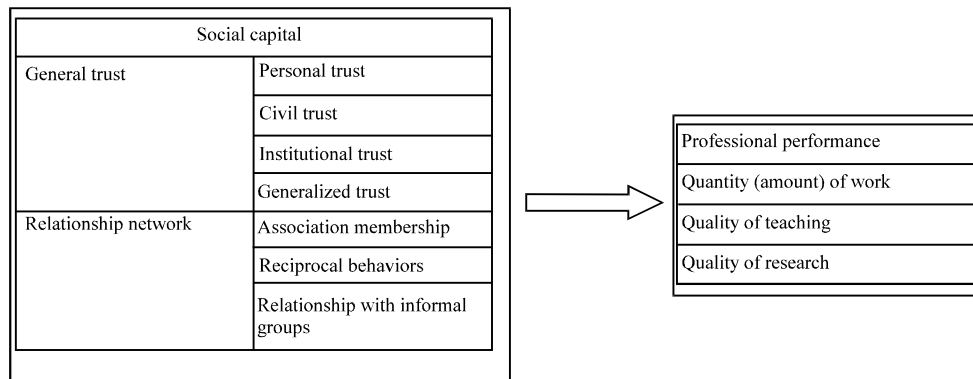 Social capital
General trust
Personal trust
Civil trust
Institutional trust
Generalized trust
Relationship network
Association membership
Reciprocal behaviors
Relationship with informal
groups
Professional performance
Quantity (amount) of work
Quality of teaching
Quality of research